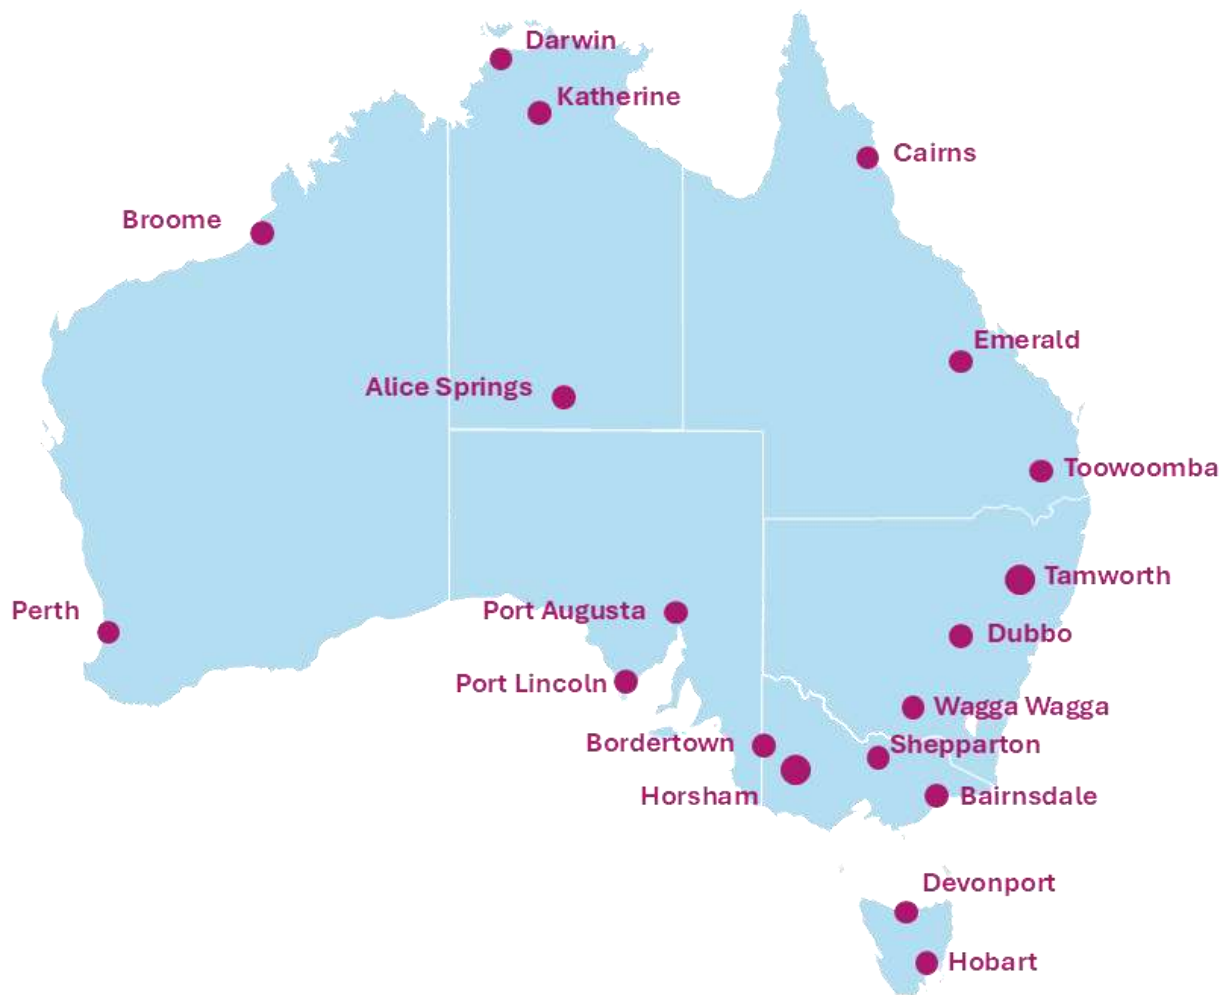 Darwin
Katherine
Cairns
Broome
Emerald
Alice Springs
Toowoomba
Tamworth
Perth
Port Augusta
Dubbo
Port Lincoln
Wagga Wagga
Bordertown
Shepparton
Horsham
Bairnsdale
Devonport
Hobart